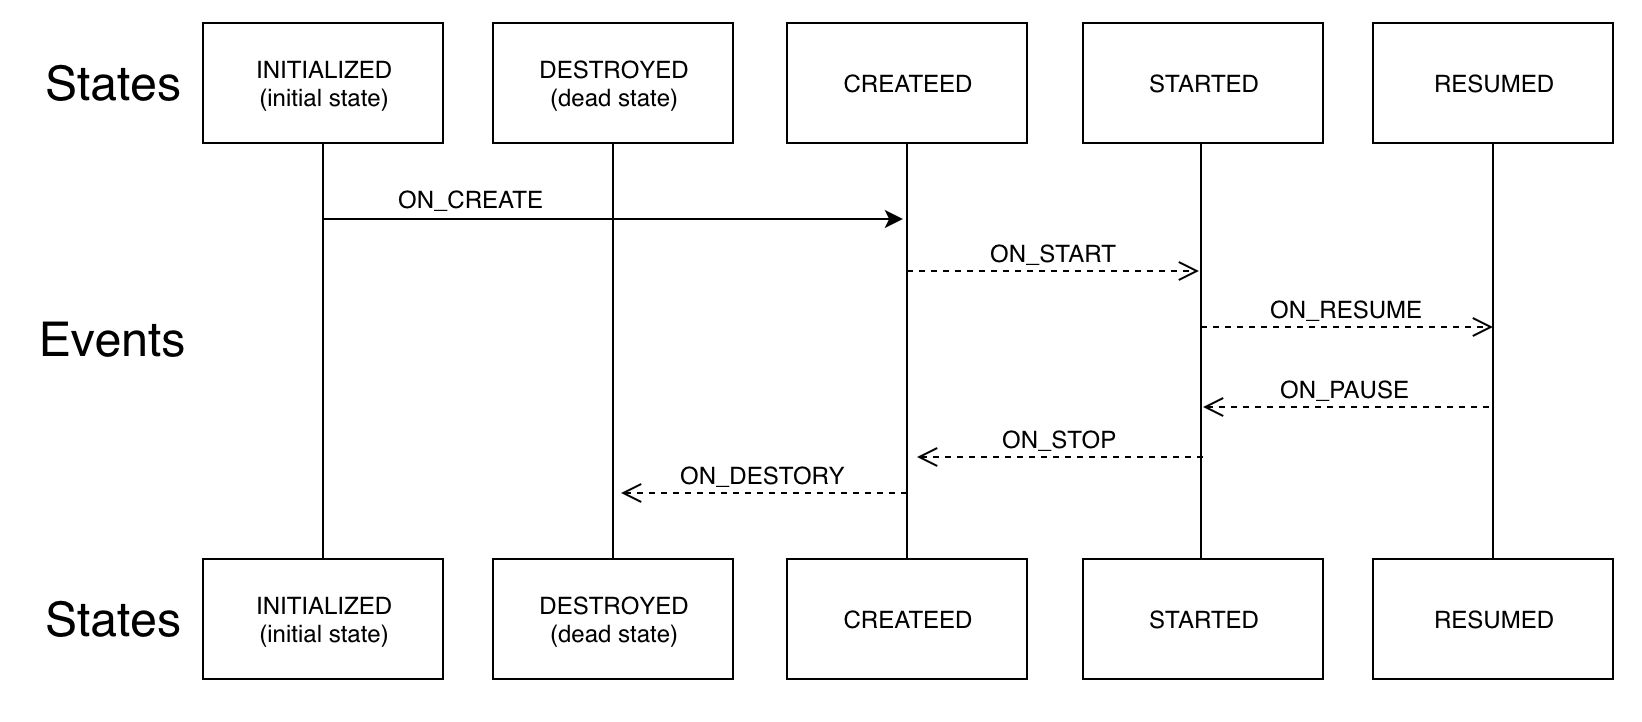 States
INITIALIZED
(initial state)
DESTROYED
(dead state)
CREATEED
STARTED
RESUMED
ON_CREATE
ON_START
ON_RESUME
Events
ON_PAUSE
ON_STOP
ON_DESTORY
States
INITIALIZED
(initial state)
DESTROYED
(dead state)
CREATEED
STARTED
RESUMED